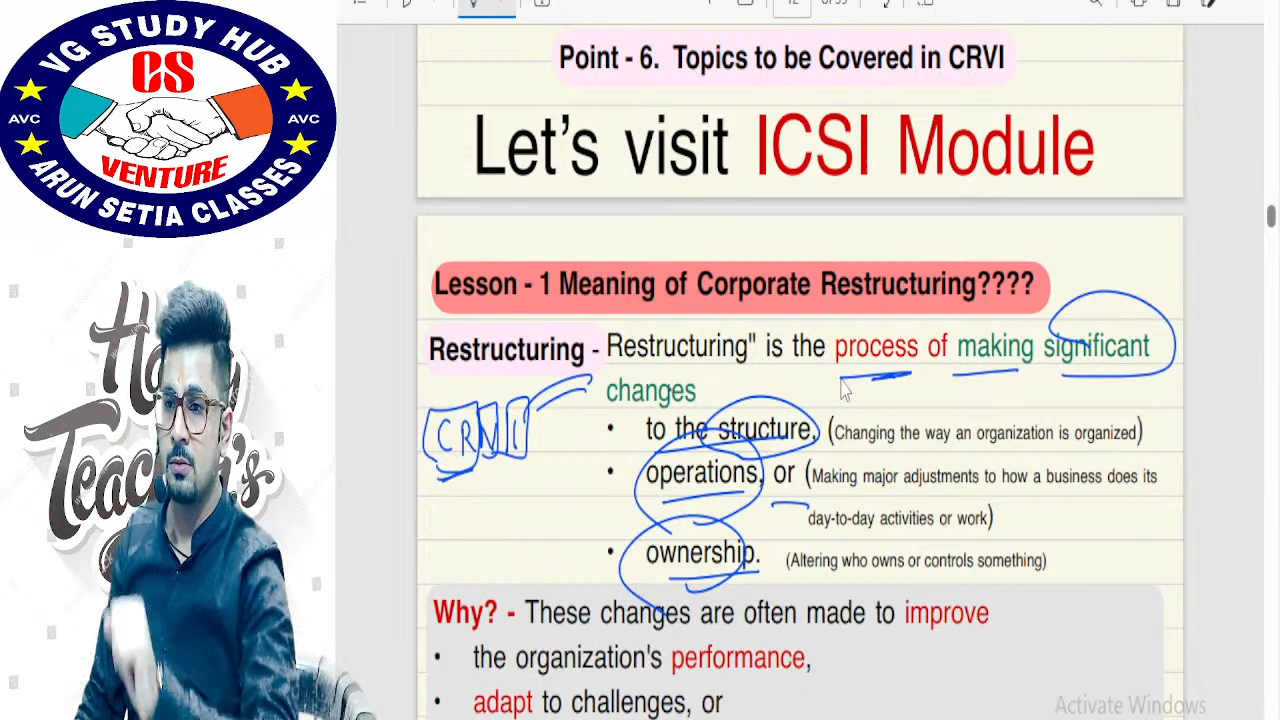 VG STUDY HUB
CS
AVC
AVC
VENTURE
ARUN SETIA CLASSES
Happy
Teacher's
Point - 6. Topics to be Covered in CRVI
Let's visit ICSI Module
Lesson - 1 Meaning of Corporate Restructuring????
Restructuring - Restructuring" is the process of making significant
changes
CRVI
• to the structure, (Changing the way an organization is organized)
• operations, or (Making major adjustments to how a business does its
day-to-day activities or work)
• ownership. (Altering who owns or controls something)
Why? - These changes are often made to improve
• the organization's performance,
• adapt to challenges, or
Activate Windows